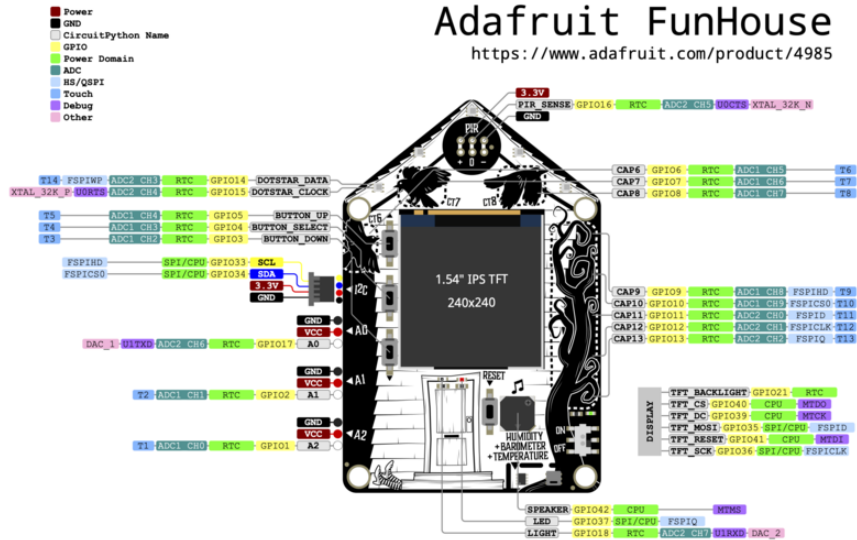 Adafruit FunHouse
https://www.adafruit.com/product/4985
Power
GND
CircuitPython Name
GPIO
Power Domain
ADC
HS/QSPI
Touch
Debug
Other
3.3V
PIR_SENSE GPIO16 RTC ADC2_CH5 U0CTS XTAL_32K_N
GND
PIR
+ O -
T14 FSPIWP ADC2_CH3 RTC GPIO14 DOTSTAR_DATA
XTAL_32K_P U0RTS ADC2_CH4 RTC GPIO15 DOTSTAR_CLOCK
CAP6 GPIO6 RTC ADC1_CH5 T6
CAP7 GPIO7 RTC ADC1_CH6 T7
CAP8 GPIO8 RTC ADC1_CH7 T8
CT6
CT7
CT8
T5 ADC1_CH4 RTC GPIO5 BUTTON_UP
T4 ADC1_CH3 RTC GPIO4 BUTTON_SELECT
T3 ADC1_CH2 RTC GPIO3 BUTTON_DOWN
FSPIHD SPI/CPU GPIO33 SCL
FSPICS0 SPI/CPU GPIO34 SDA
3.3V
GND
I2C
1.54" IPS TFT
240x240
CAP9 GPIO9 RTC ADC1_CH8 FSPIHD T9
CAP10 GPIO10 RTC ADC1_CH9 FSPICS0 T10
CAP11 GPIO11 RTC ADC2_CH0 FSPID T11
CAP12 GPIO12 RTC ADC2_CH1 FSPICLK T12
CAP13 GPIO13 RTC ADC2_CH2 FSPIQ T13
GND
VCC
DAC_1 U1TXD ADC2_CH6 RTC GPIO17 A0
A0
GND
VCC
T2 ADC1_CH1 RTC GPIO2 A1
A1
GND
VCC
T1 ADC1_CH0 RTC GPIO1 A2
A2
RESET
HUMIDITY
+BAROMETER
+TEMPERATURE
ON
OFF
DISPLAY
TFT_BACKLIGHT GPIO21 RTC
TFT_CS GPIO40 CPU MTDO
TFT_DC GPIO39 CPU MTCK
TFT_MOSI GPIO35 SPI/CPU FSPID
TFT_RESET GPIO41 CPU MTDI
TFT_SCK GPIO36 SPI/CPU FSPICLK
SPEAKER GPIO42 CPU MTMS
LED GPIO37 SPI/CPU FSPIQ
LIGHT GPIO18 RTC ADC2_CH7 U1RXD DAC_2